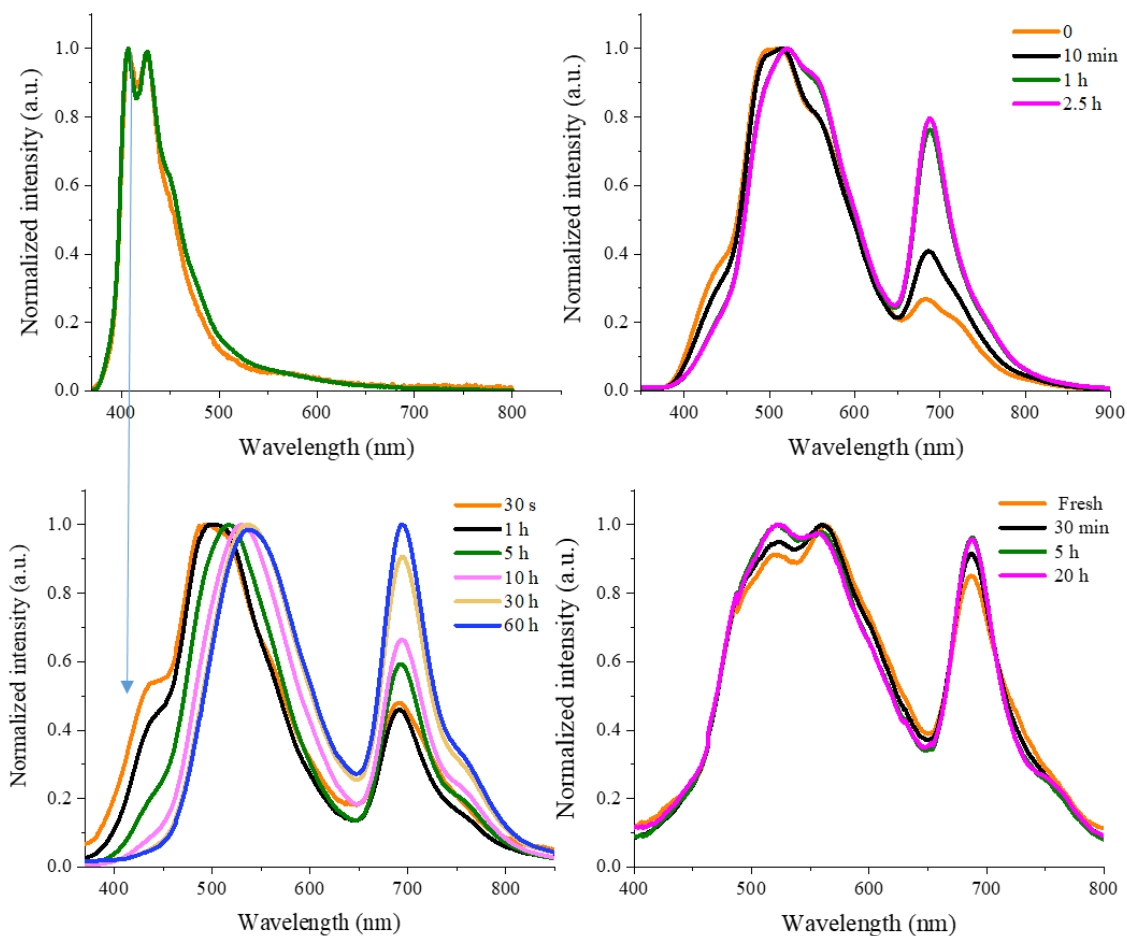 1.0
0.8
0.6
0.4
0.2
0.0
Normalized intensity (a.u.)
400 500 600 700 800
Wavelength (nm)
1.0
0.8
0.6
0.4
0.2
0.0
Normalized intensity (a.u.)
0
10 min
1 h
2.5 h
400 500 600 700 800 900
Wavelength (nm)
1.0
0.8
0.6
0.4
0.2
0.0
Normalized intensity (a.u.)
30 s
1 h
5 h
10 h
30 h
60 h
400 500 600 700 800
Wavelength (nm)
1.0
0.8
0.6
0.4
0.2
0.0
Normalized intensity (a.u.)
Fresh
30 min
5 h
20 h
400 500 600 700 800
Wavelength (nm)